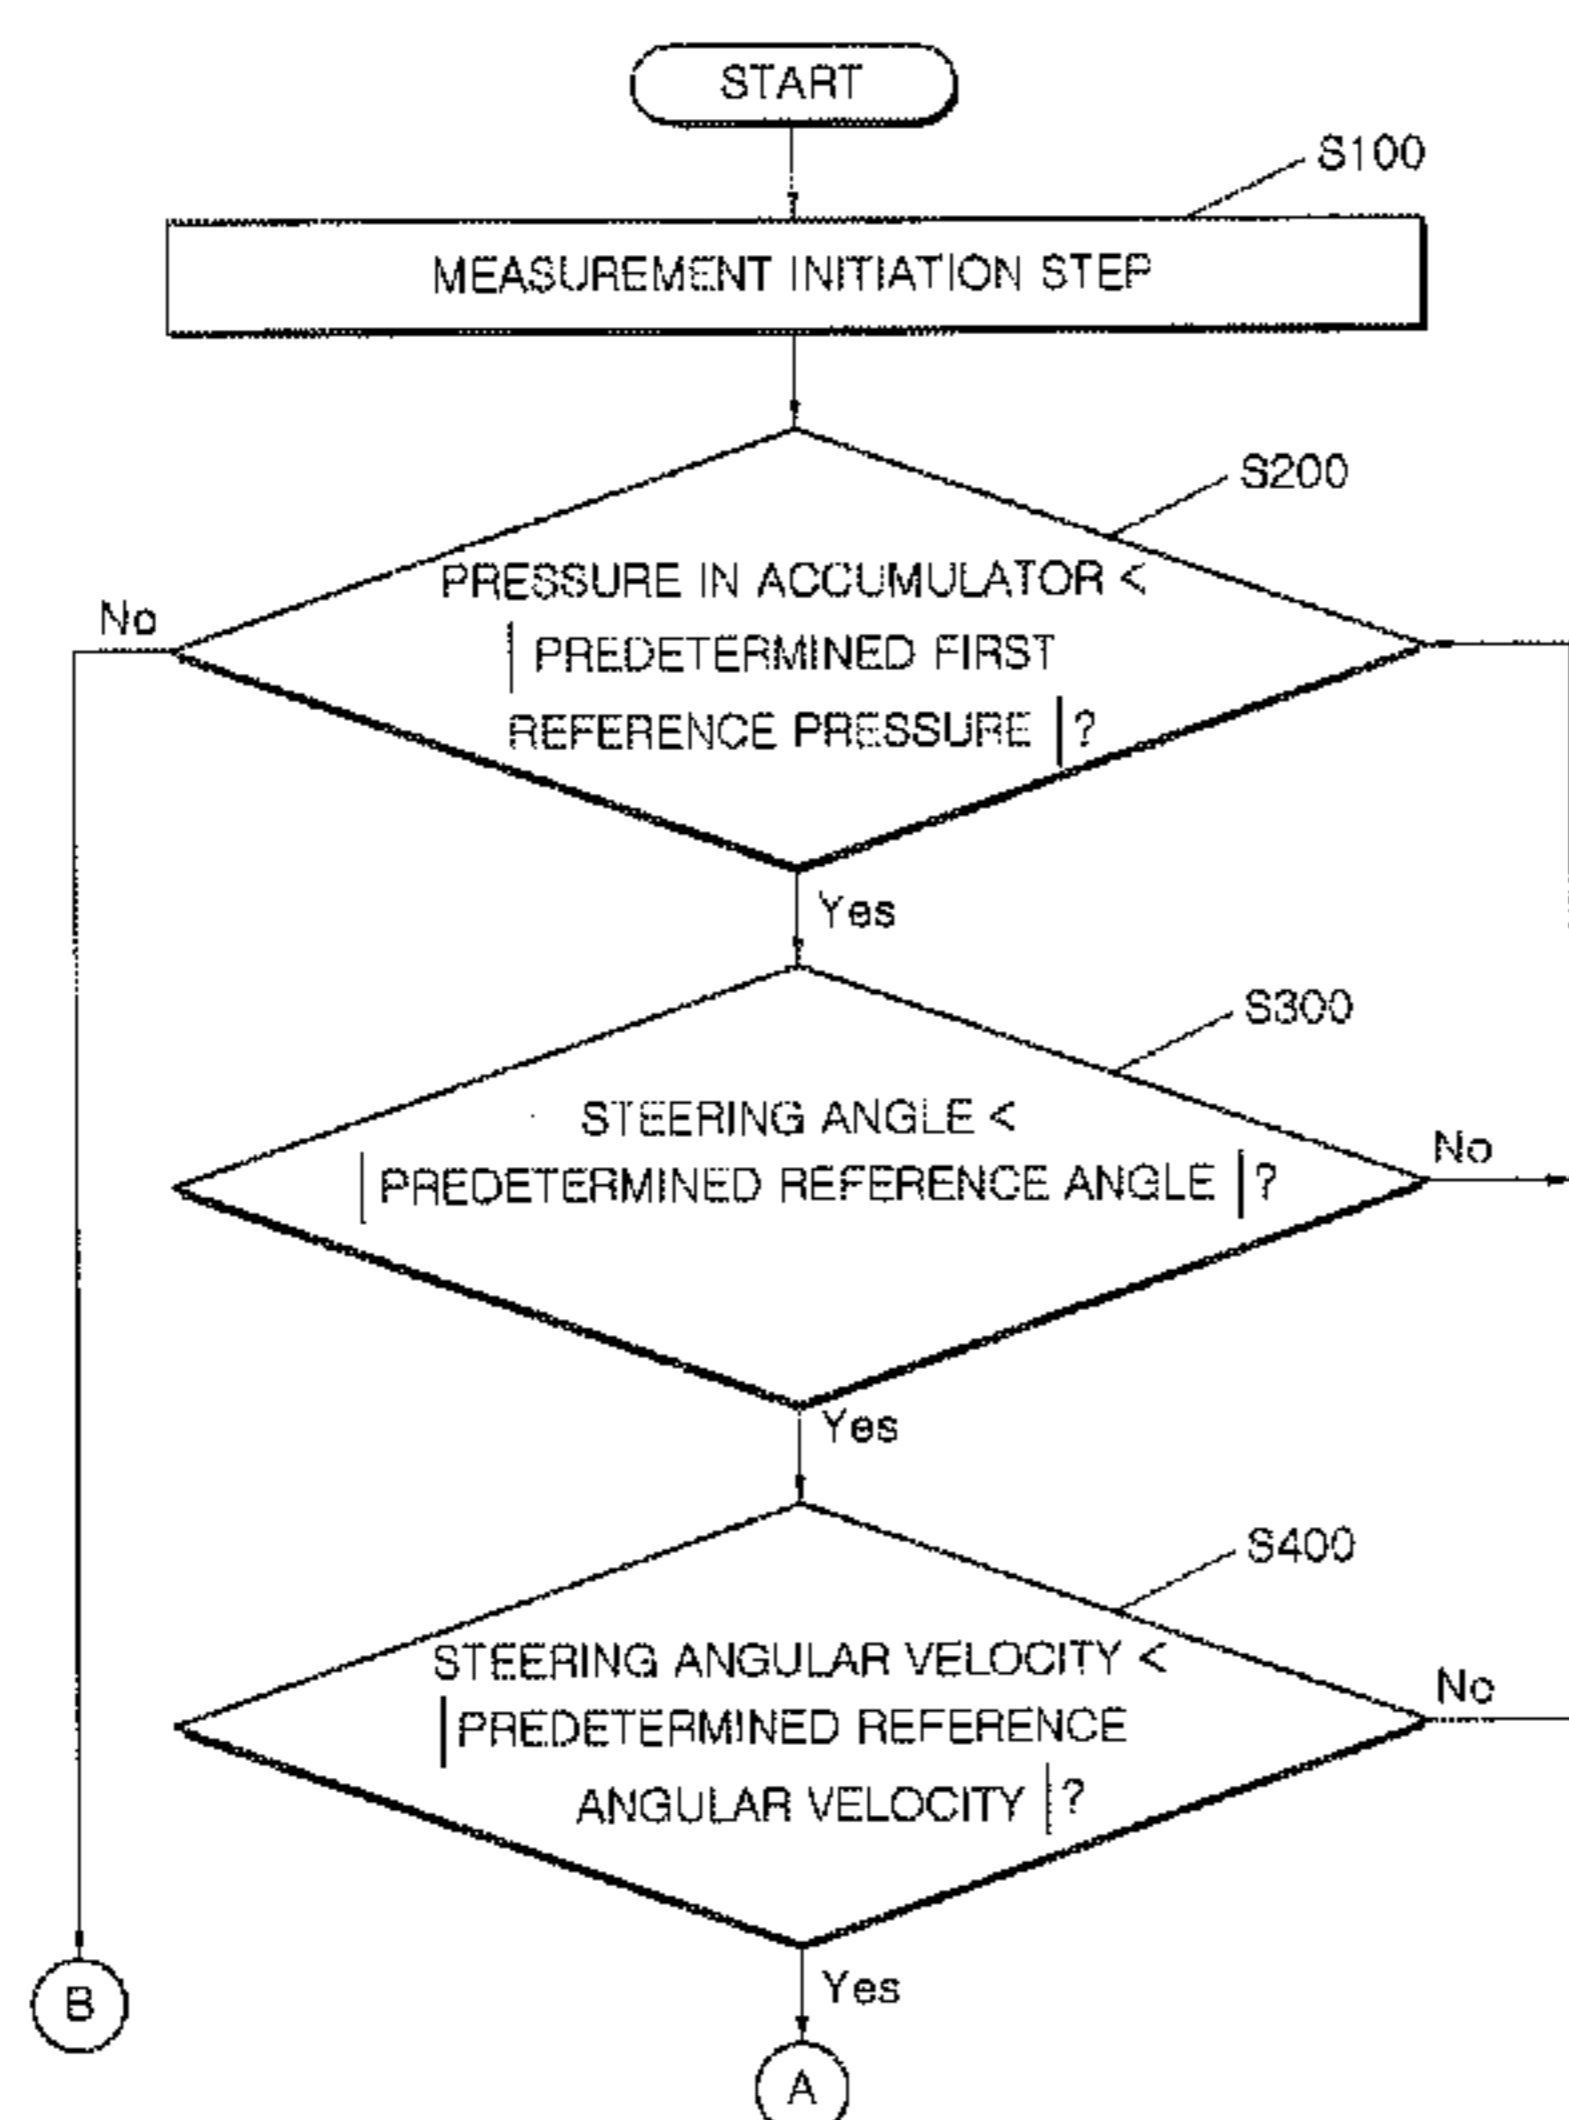 START
S100
MEASUREMENT INITIATION STEP
S200
PRESSURE IN ACCUMULATOR <
No
| PREDETERMINED FIRST
REFERENCE PRESSURE |?
Yes
S300
STEERING ANGLE <
No
| PREDETERMINED REFERENCE ANGLE |?
Yes
S400
STEERING ANGULAR VELOCITY <
No
| PREDETERMINED REFERENCE
ANGULAR VELOCITY |?
Yes
B
A